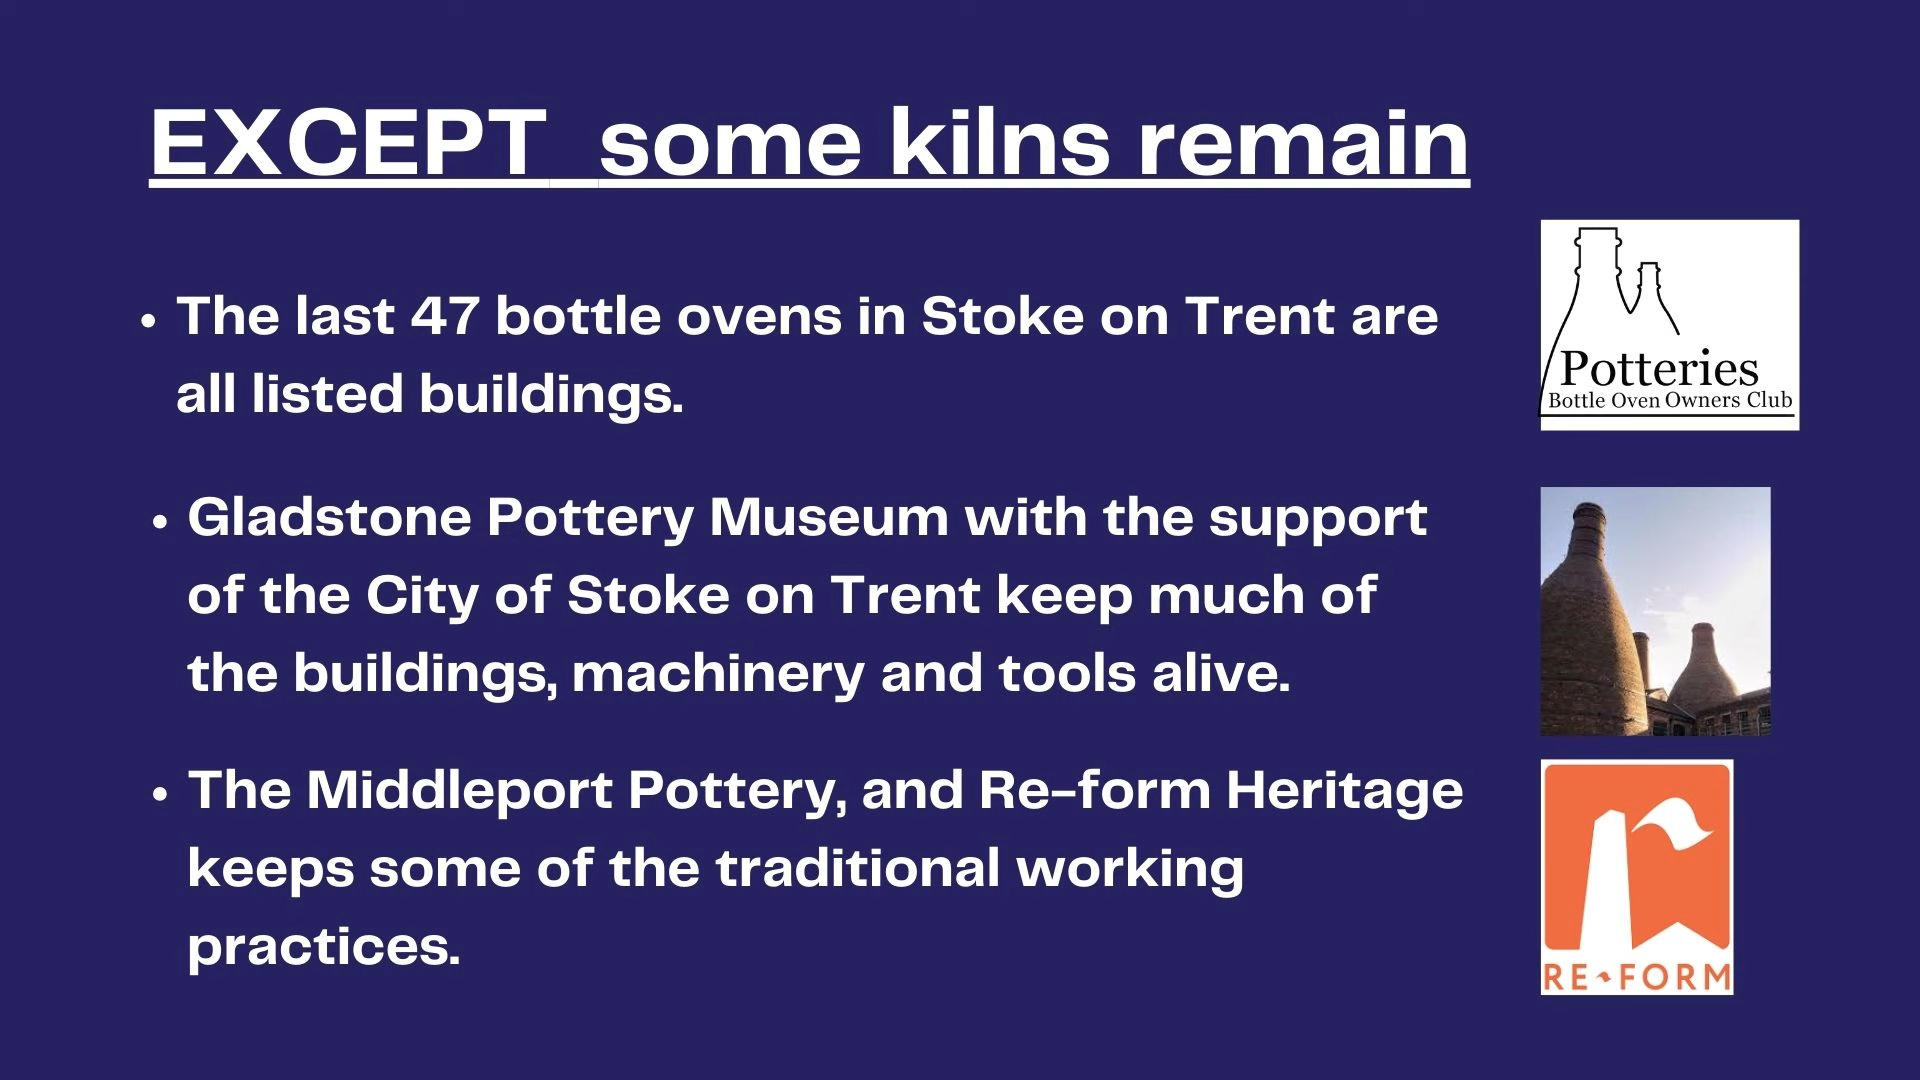 EXCEPT some kilns remain
• The last 47 bottle ovens in Stoke on Trent are
all listed buildings.
• Gladstone Pottery Museum with the support
of the City of Stoke on Trent keep much of
the buildings, machinery and tools alive.
• The Middleport Pottery, and Re-form Heritage
keeps some of the traditional working
practices.
Potteries
Bottle Oven Owners Club
RE-FORM